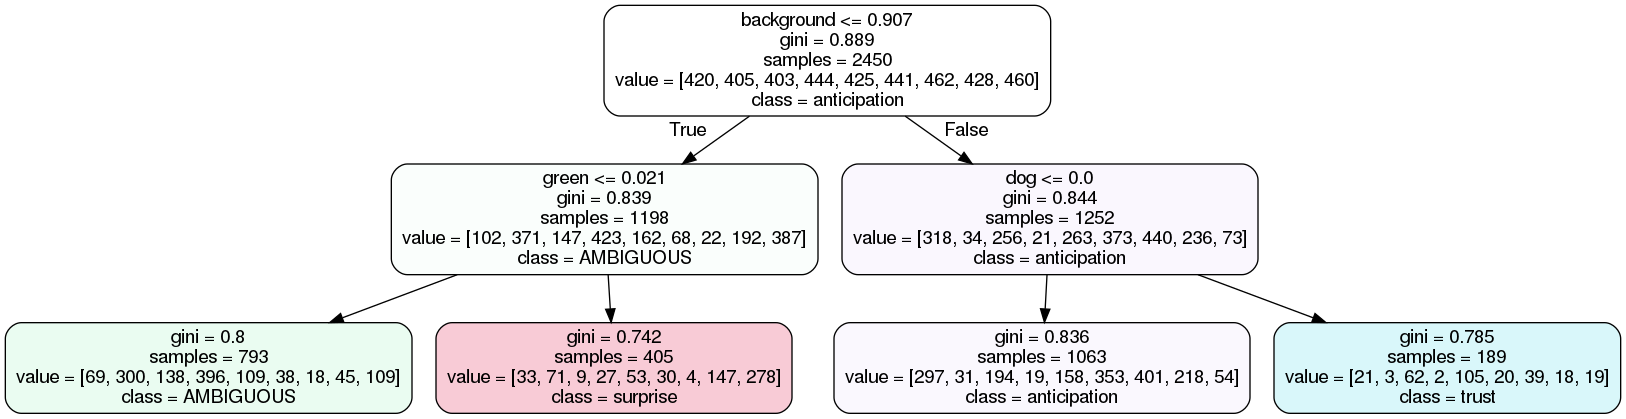 background <= 0.907
gini = 0.889
samples = 2450
value = [420, 405, 403, 444, 425, 441, 462, 428, 460]
class = anticipation
True
False
green <= 0.021
gini = 0.839
samples = 1198
value = [102, 371, 147, 423, 162, 68, 22, 192, 387]
class = AMBIGUOUS
dog <= 0.0
gini = 0.844
samples = 1252
value = [318, 34, 256, 21, 263, 373, 440, 236, 73]
class = anticipation
gini = 0.8
samples = 793
value = [69, 300, 138, 396, 109, 38, 18, 45, 109]
class = AMBIGUOUS
gini = 0.742
samples = 405
value = [33, 71, 9, 27, 53, 30, 4, 147, 278]
class = surprise
gini = 0.836
samples = 1063
value = [297, 31, 194, 19, 158, 353, 401, 218, 54]
class = anticipation
gini = 0.785
samples = 189
value = [21, 3, 62, 2, 105, 20, 39, 18, 19]
class = trust